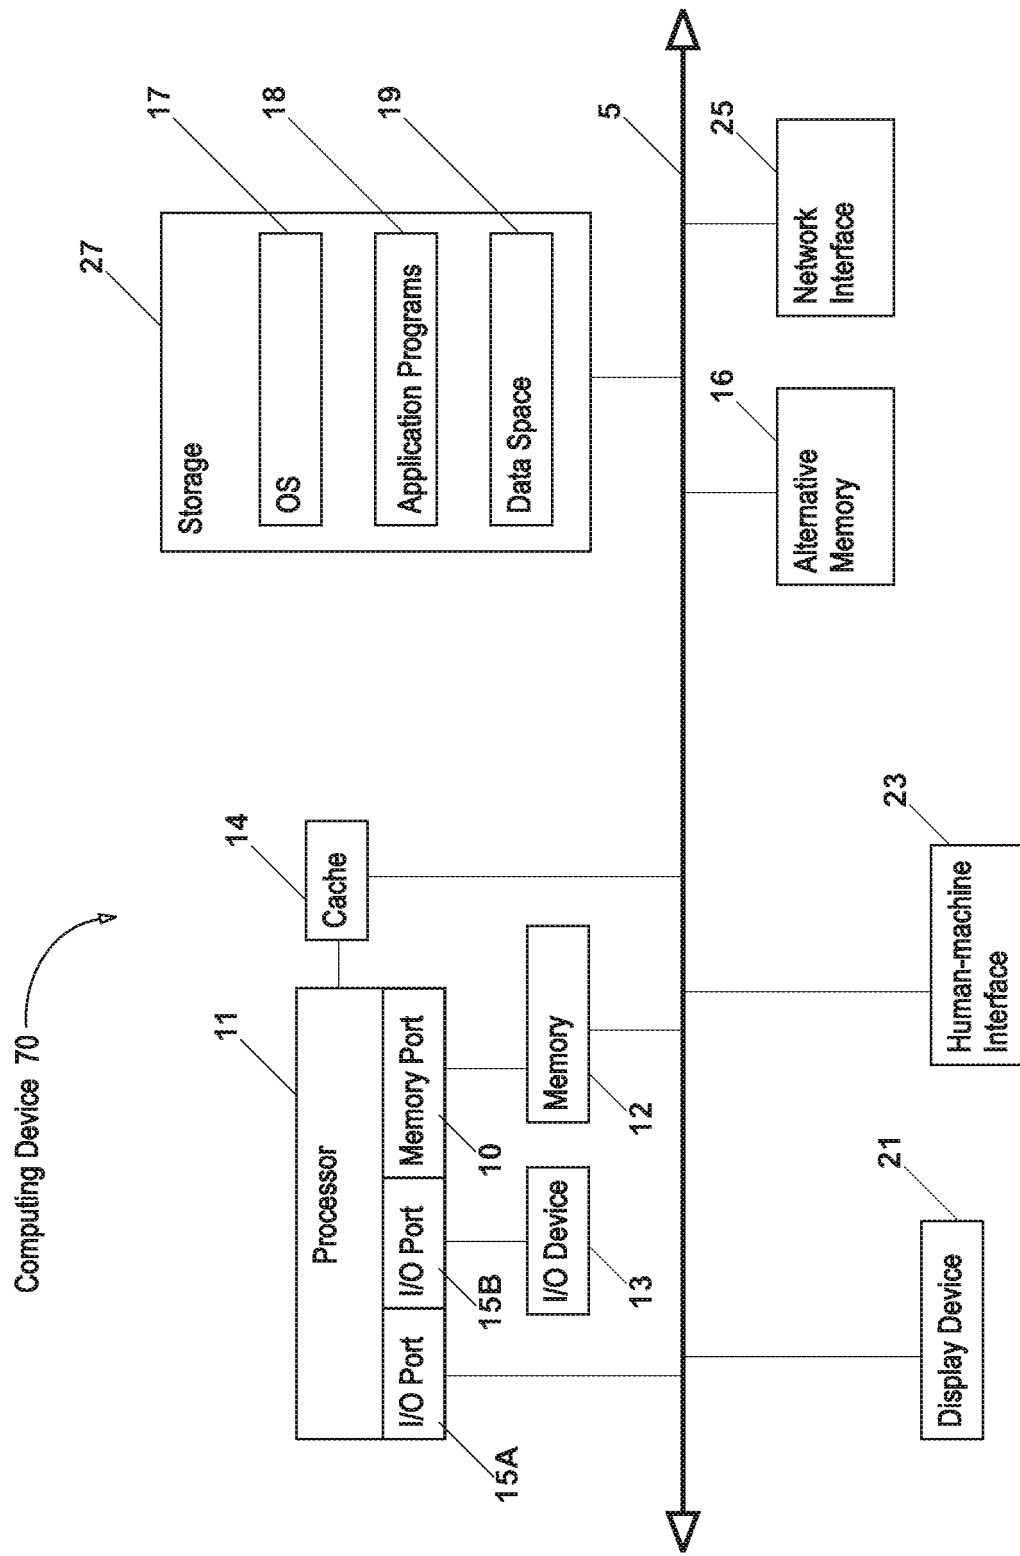 Computing Device 70
11
Processor
I/O Port
I/O Port
Memory Port
15A
15B
10
14
Cache
I/O Device
13
Memory
12
27
Storage
OS
17
Application Programs
18
Data Space
19
5
Display Device
21
Human-machine
Interface
23
Alternative
Memory
16
Network
Interface
25